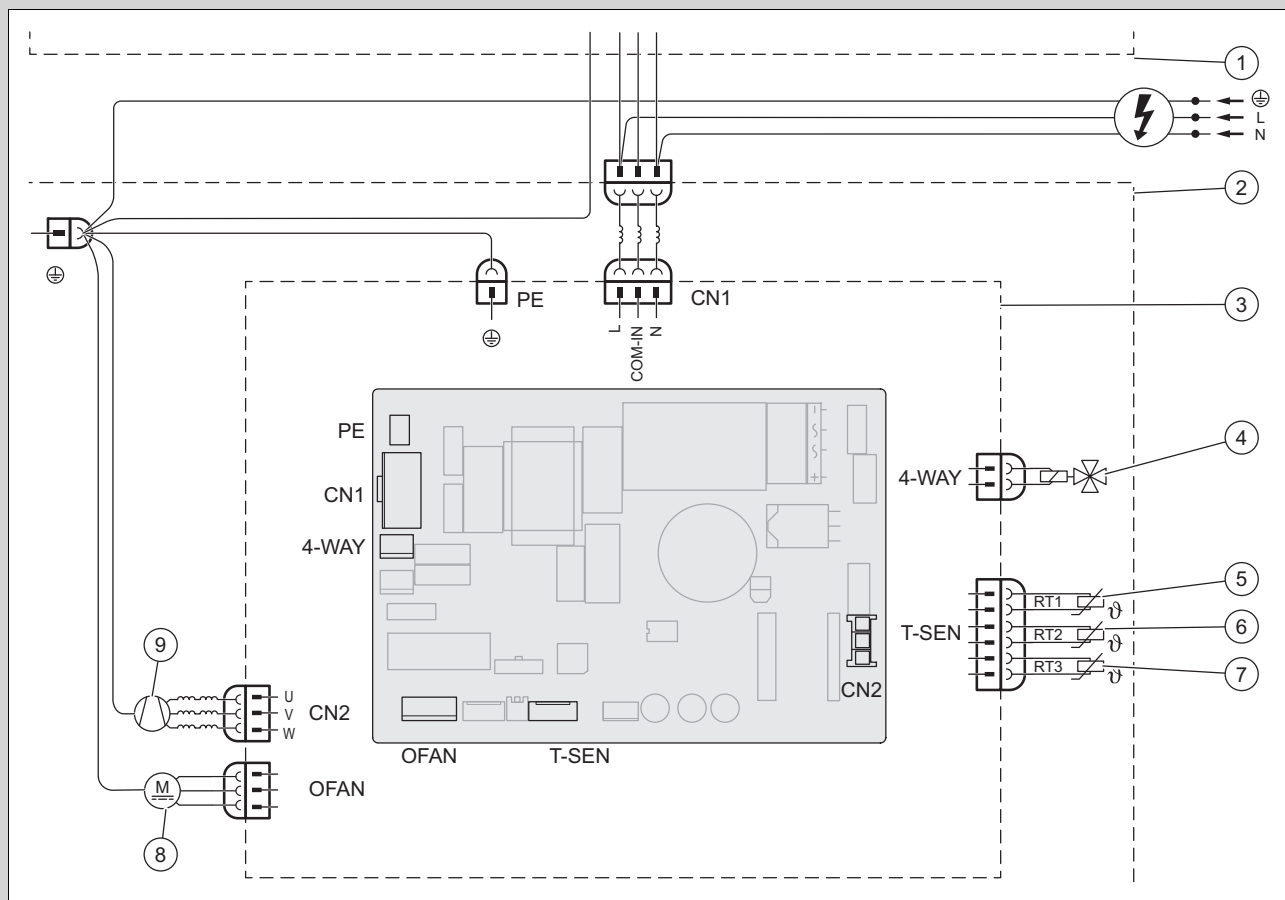 1
L
N
2
PE
CN1
L
COM-IN
N
3
PE
CN1
4-WAY
4-WAY
4
T-SEN
RT1
ϑ
5
RT2
ϑ
6
RT3
ϑ
7
CN2
9
U
V
W
CN2
OFAN
T-SEN
M
OFAN
8